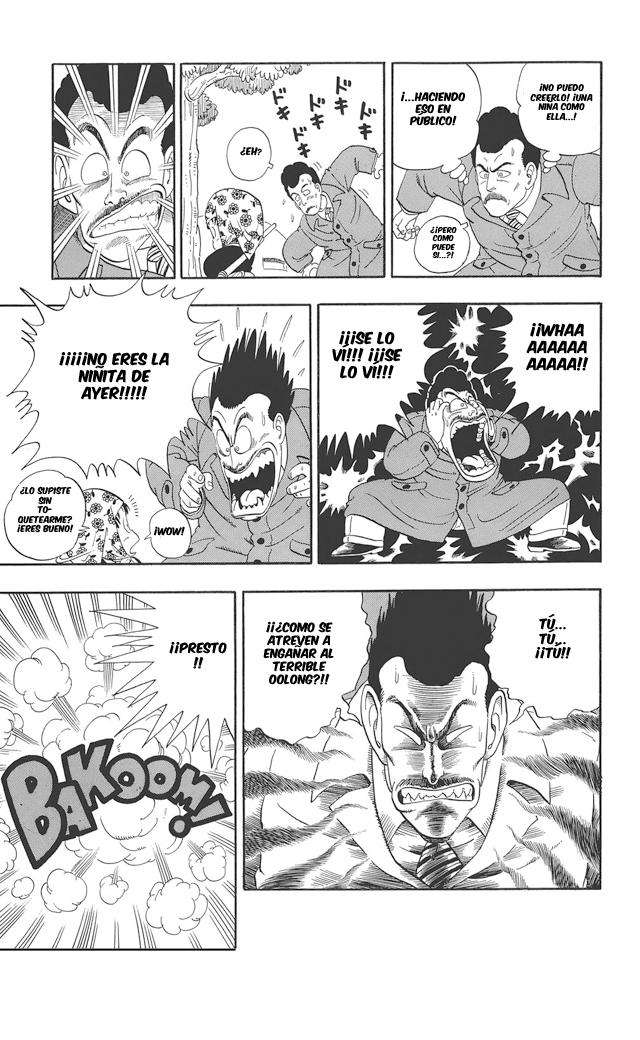 ¡NO PUEDO
CREERLO! ¡UNA
NIÑA COMO
ELLA...!
¡...HACIENDO
ESO EN
PÚBLICO!
¿¡PERO
COMO
PUEDE
SI...?!
ドキ ドキ ドキ ドキ
¿EH?
¡¡WHAA
AAAAAA
AAAAA!!
¡¡¡SE LO
VI!!! ¡¡¡SE
LO VI!!!
¡¡¡¡¡NO ERES LA
NIÑITA DE
AYER!!!!!
¡WOW!
¿LO SUPISTE
SIN
TO-
QUETEARME?
¡ERES BUENO!
TÚ...
TÚ...
¡¡TÚ!!
¡¡¿COMO SE
ATREVEN A
ENGAÑAR AL
TERRIBLE
OOLONG?!!
¡¡PRESTO
!!
BAKOOM!